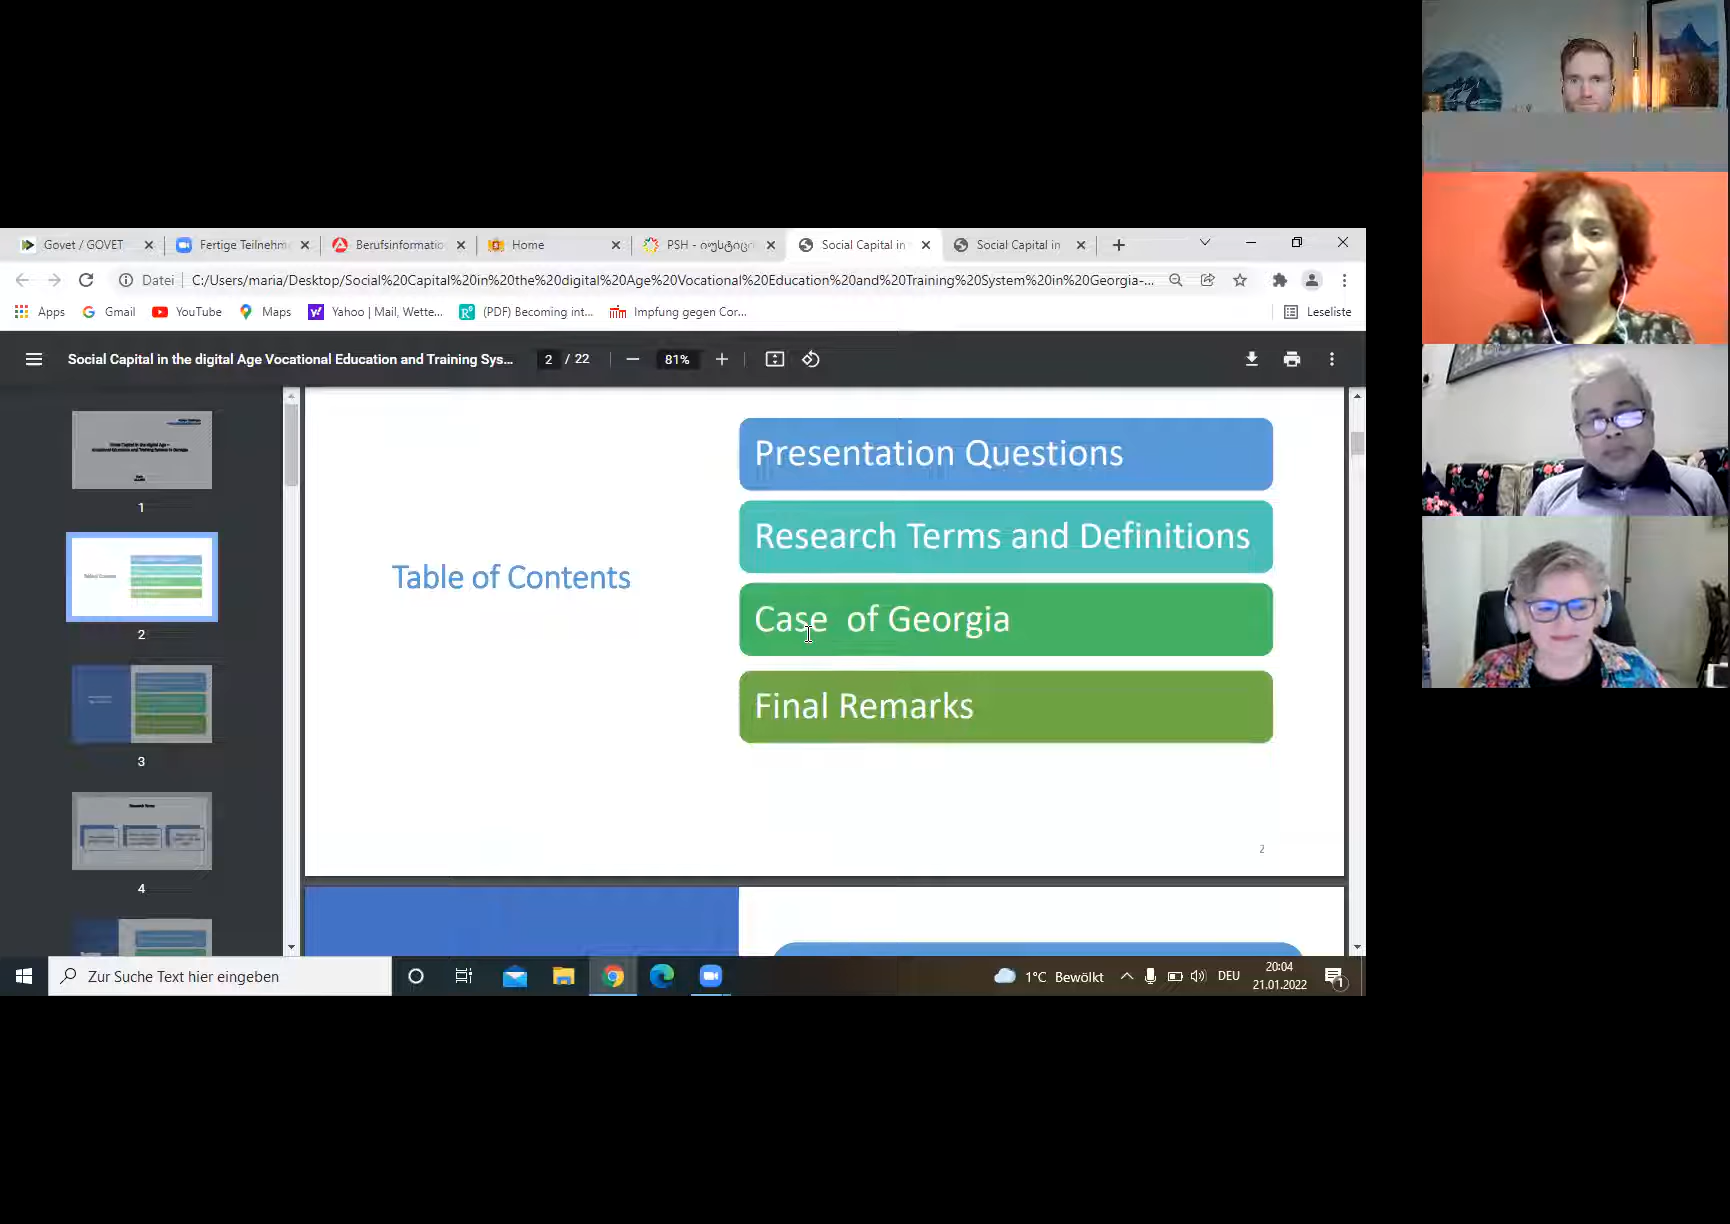 Govet / GOVET
Fertige Teilnehm
Berufsinformatio
Home
PSH - იუსტიცი
Social Capital in
Social Capital in
Datei
C:/Users/maria/Desktop/Social%20Capital%20in%20the%20digital%20Age%20Vocational%20Education%20and%20Training%20System%20in%20Georgia-...
Apps
Gmail
YouTube
Maps
Yahoo | Mail, Wette...
(PDF) Becoming int...
Impfung gegen Cor...
Leseliste
Social Capital in the digital Age Vocational Education and Training Sys...
2 / 22
81%
1
2
3
4
Table of Contents
Presentation Questions
Research Terms and Definitions
Case of Georgia
Final Remarks
2
Zur Suche Text hier eingeben
1°C Bewölkt
DEU
20:04
21.01.2022
1